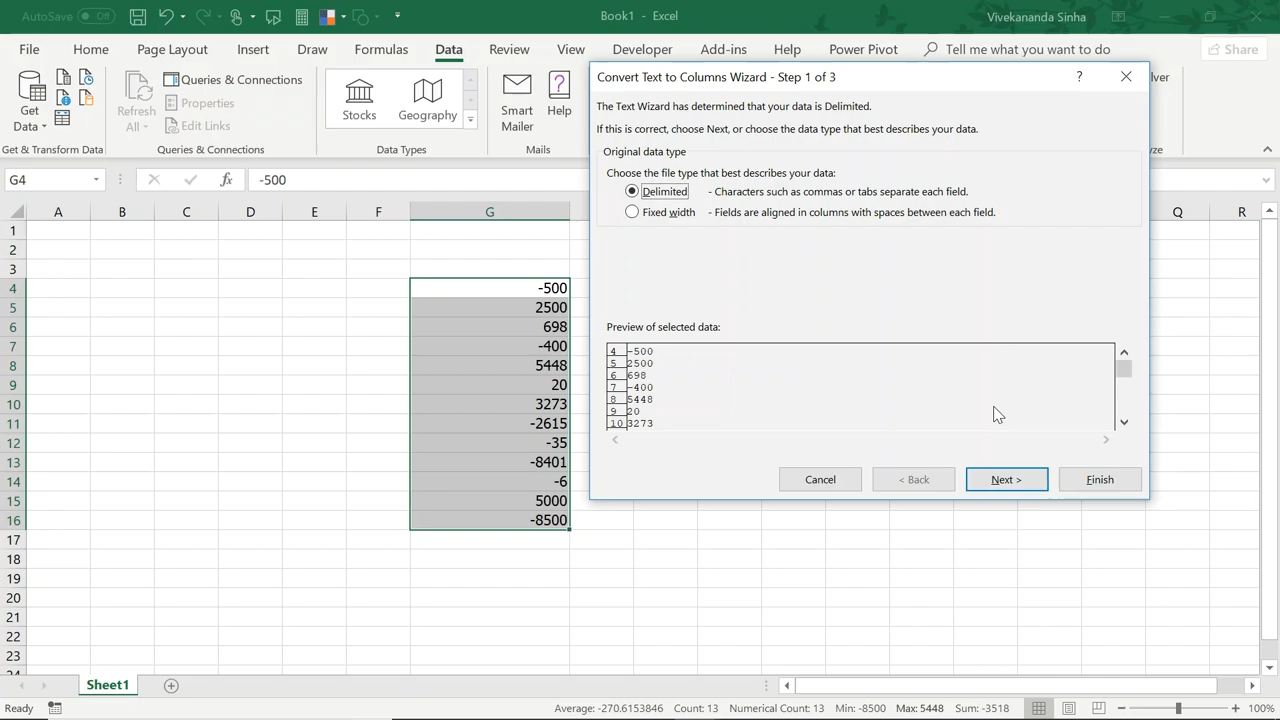 AutoSave Off
Book1 - Excel
Vivekananda Sinha
File Home Page Layout Insert Draw Formulas Data Review View Developer Add-ins Help Power Pivot Tell me what you want to do Share
Get Data
Refresh All
Queries & Connections
Properties
Edit Links
Stocks
Geography
Smart Mailer
Help
Get & Transform Data
Queries & Connections
Data Types
Mails
G4
fx
-500
A B C D E F G Q R
1
2
3
4 -500
5 2500
6 698
7 -400
8 5448
9 20
10 3273
11 -2615
12 -35
13 -8401
14 -6
15 5000
16 -8500
17
18
19
20
21
22
23
24
Convert Text to Columns Wizard - Step 1 of 3
?
The Text Wizard has determined that your data is Delimited.
If this is correct, choose Next, or choose the data type that best describes your data.
Original data type
Choose the file type that best describes your data:
Delimited - Characters such as commas or tabs separate each field.
Fixed width - Fields are aligned in columns with spaces between each field.
Preview of selected data:
4 -500
5 2500
6 698
7 -400
8 5448
9 20
10 3273
Cancel < Back Next > Finish
Sheet1
Ready
Average: -270.6153846 Count: 13 Numerical Count: 13 Min: -8500 Max: 5448 Sum: -3518
100%